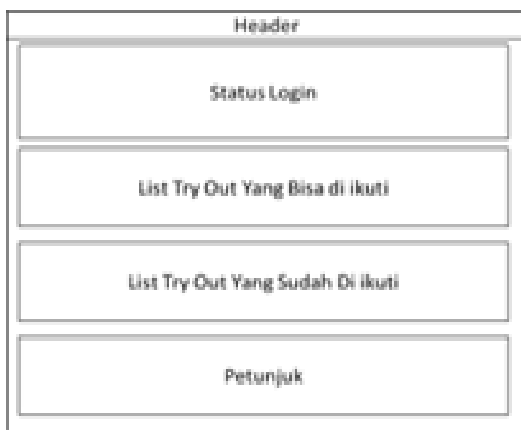 Header
Status Login
List Try Out Yang Bisa di ikuti
List Try Out Yang Sudah Di ikuti
Petunjuk